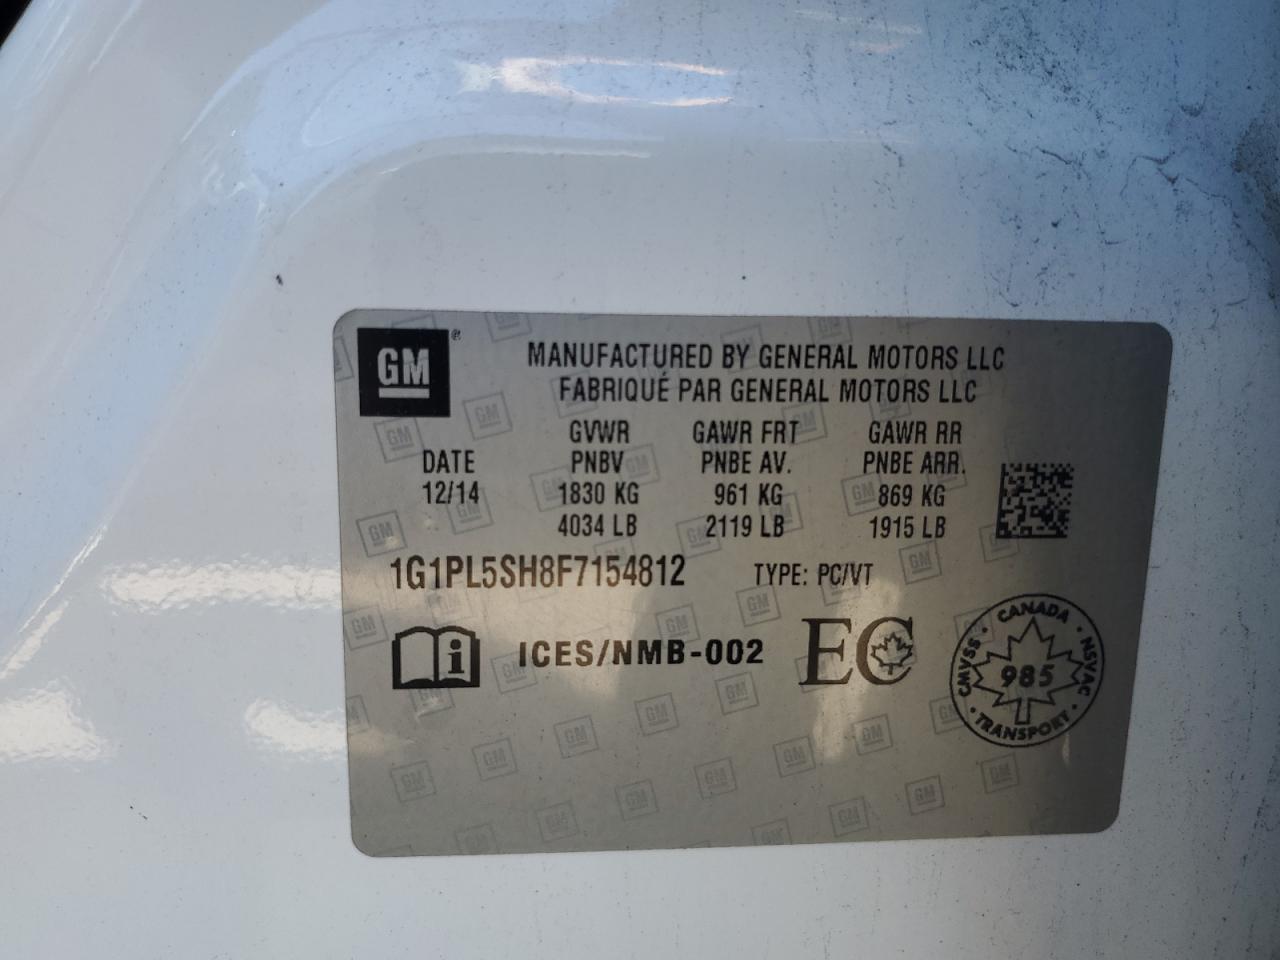 GM®
MANUFACTURED BY GENERAL MOTORS LLC
FABRIQUÉ PAR GENERAL MOTORS LLC
DATE
12/14
GVWR
PNBV
1830 KG
4034 LB
GAWR FRT
PNBE AV.
961 KG
2119 LB
GAWR RR
PNBE ARR.
869 KG
1915 LB
1G1PL5SH8F7154812 TYPE: PC/VT
i ICES/NMB-002 EC
CANADA
CMVSS · 985 · NSVAC
TRANSPORT